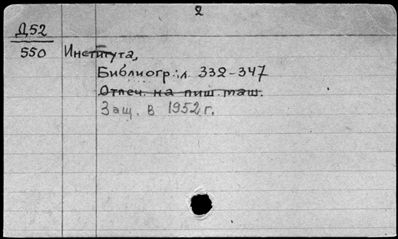 2
Д52
550 Института,
Библиогр.: л. 332-347
Отпеч. на пиш. маш.
Защ. в 1952 г.